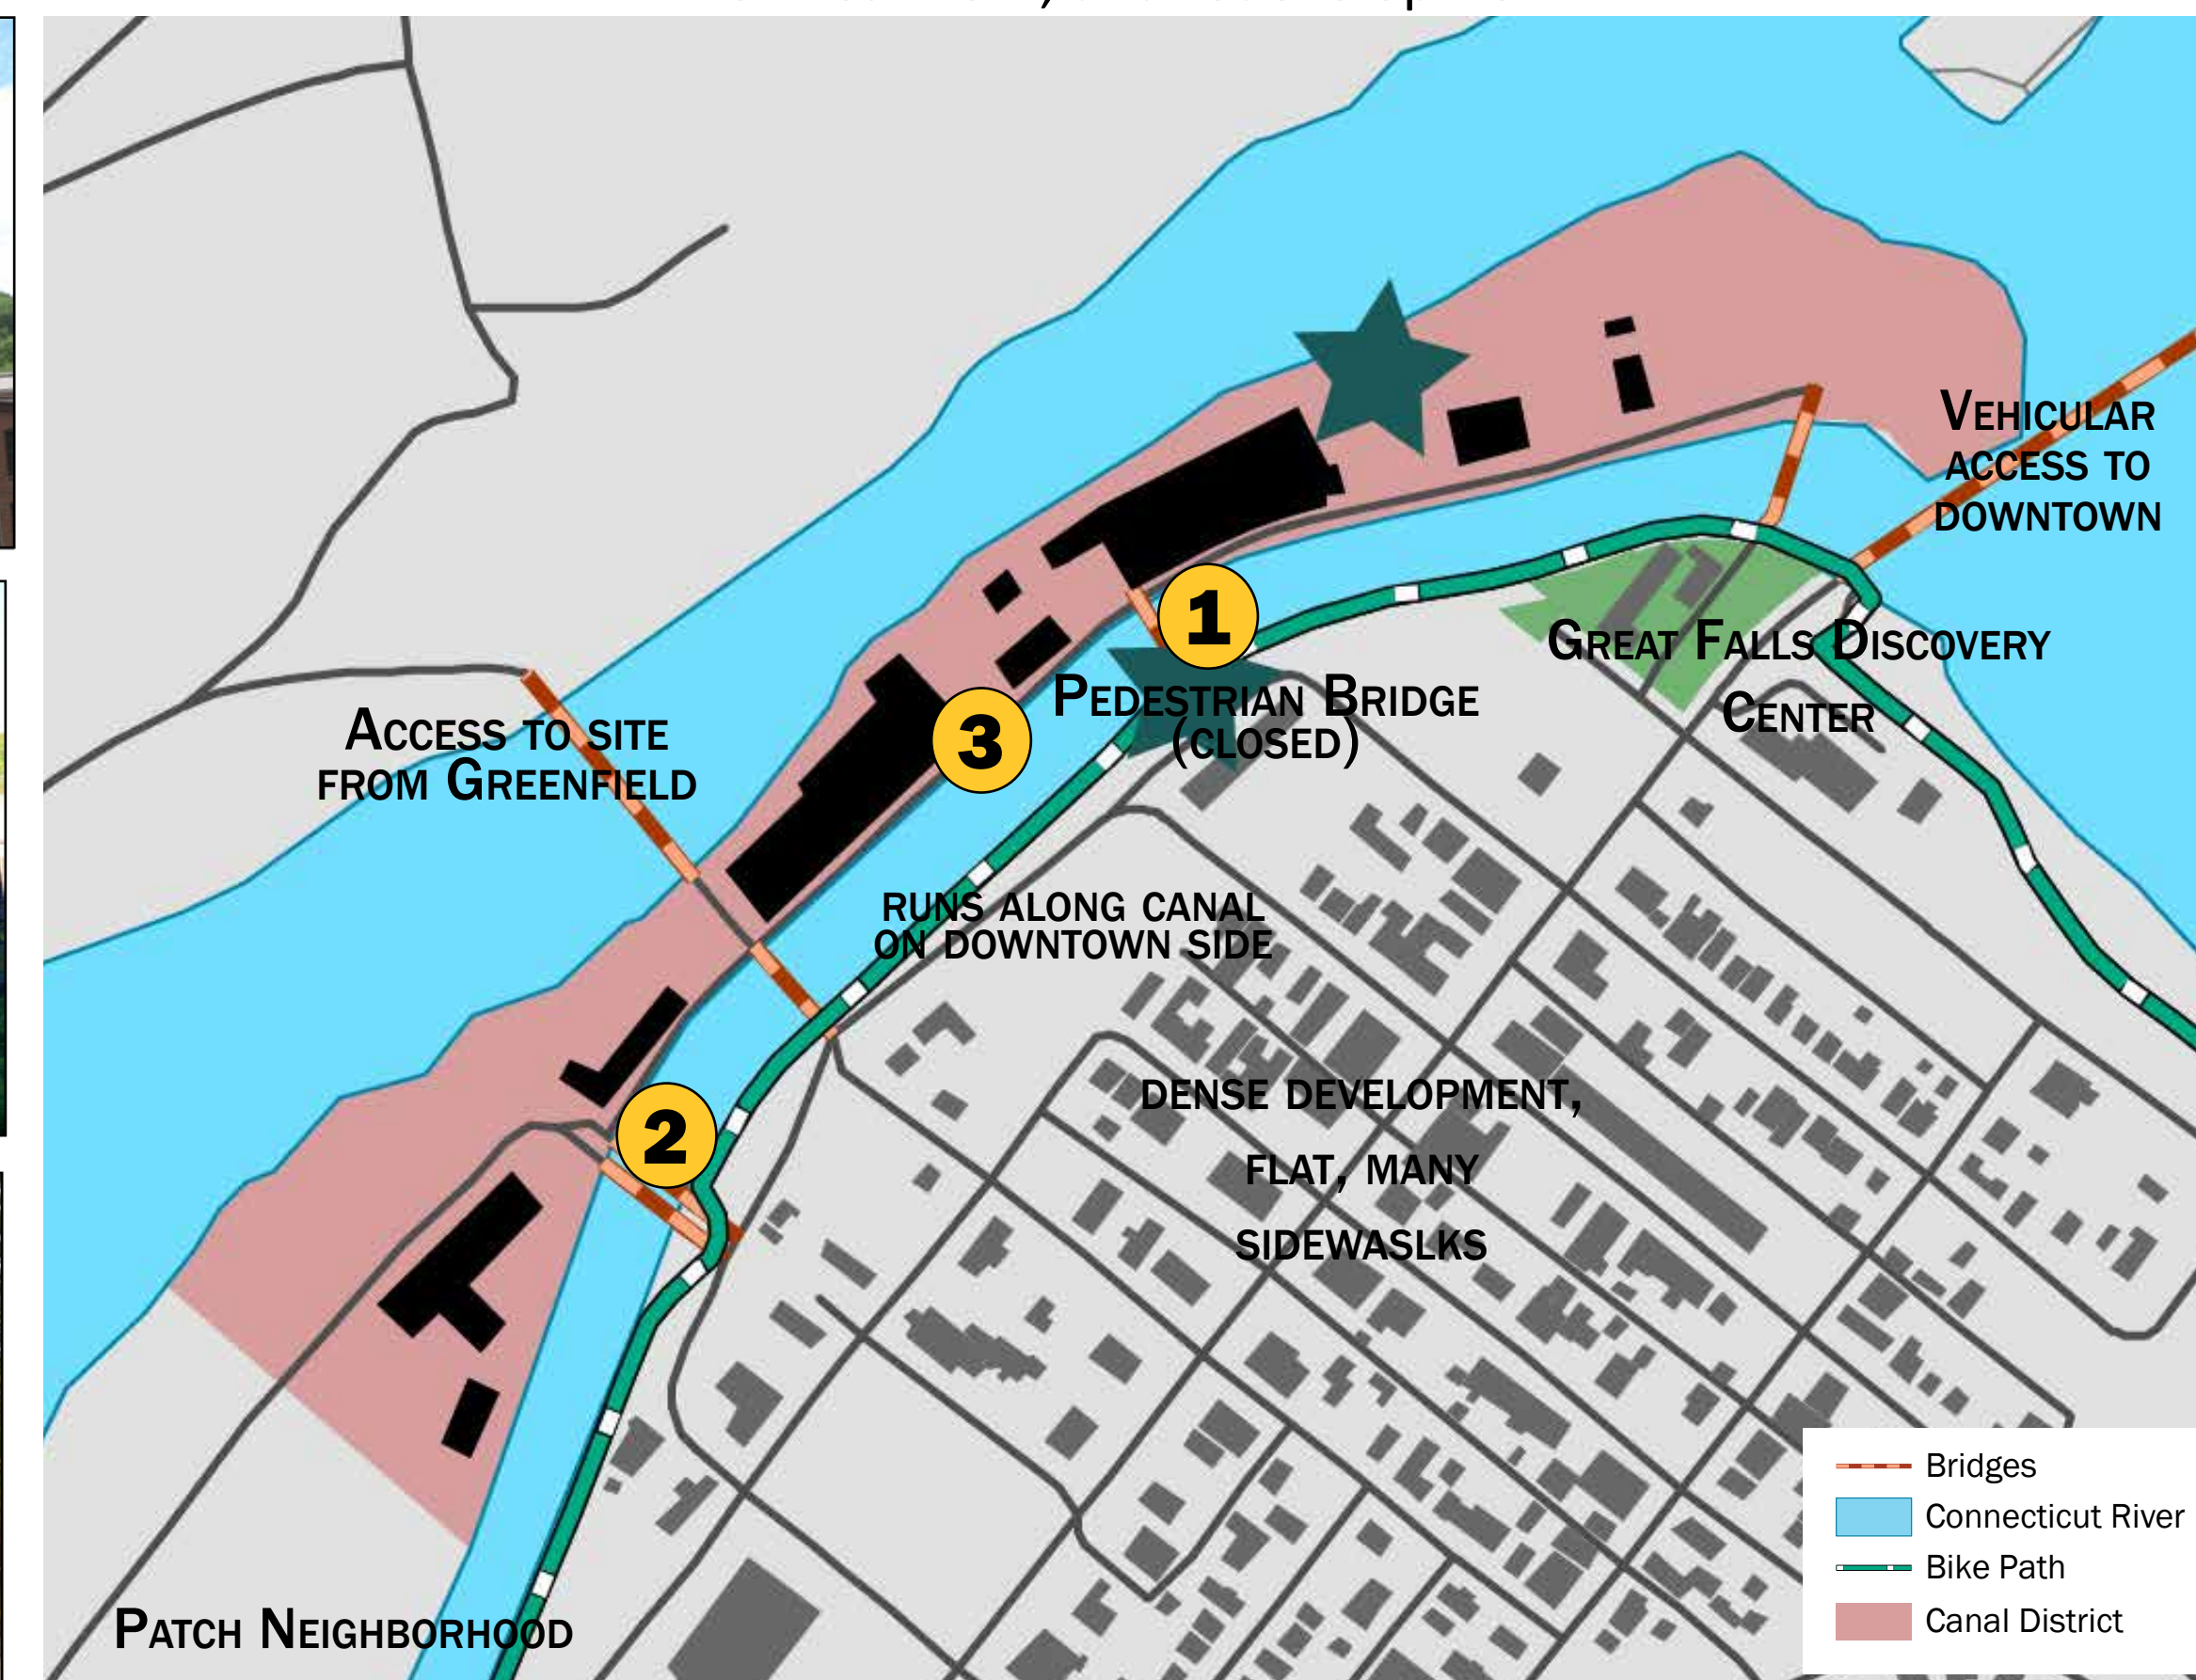 Vehicular
access to
downtown
1
Great Falls Discovery
Center
Pedestrian Bridge
(closed)
3
Access to site
from Greenfield
runs along canal
on downtown side
2
dense development,
flat, many
sidewaslks
Patch Neighborhood
Bridges
Connecticut River
Bike Path
Canal District